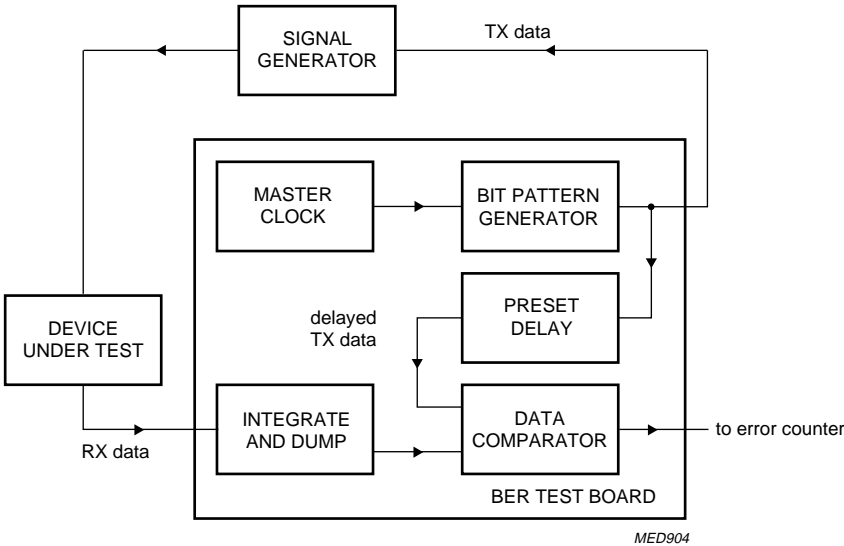 SIGNAL
GENERATOR
TX data
MASTER
CLOCK
BIT PATTERN
GENERATOR
DEVICE
UNDER TEST
delayed
TX data
PRESET
DELAY
INTEGRATE
AND DUMP
DATA
COMPARATOR
to error counter
RX data
BER TEST BOARD
MED904